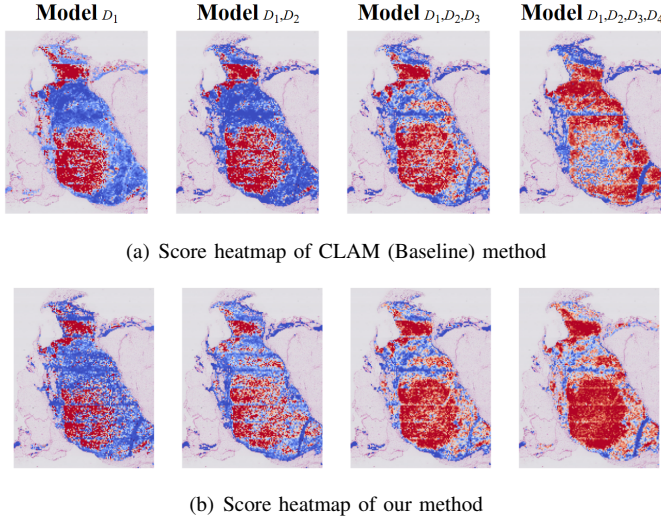 Model D1 Model D1,D2 Model D1,D2,D3 Model D1,D2,D3,D4
(a) Score heatmap of CLAM (Baseline) method
(b) Score heatmap of our method